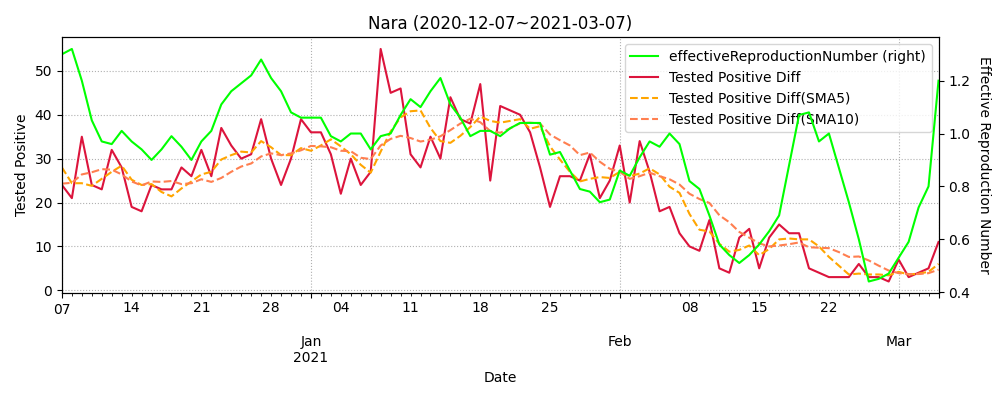 Nara (2020-12-07~2021-03-07)
effectiveReproductionNumber (right)
Tested Positive Diff
Tested Positive Diff(SMA5)
Tested Positive Diff(SMA10)
Tested Positive
50
40
30
20
10
0
Effective Reproduction Number
1.2
1.0
0.8
0.6
0.4
07 14 21 28 04 11 18 25 08 15 22
Jan Feb Mar
2021
Date